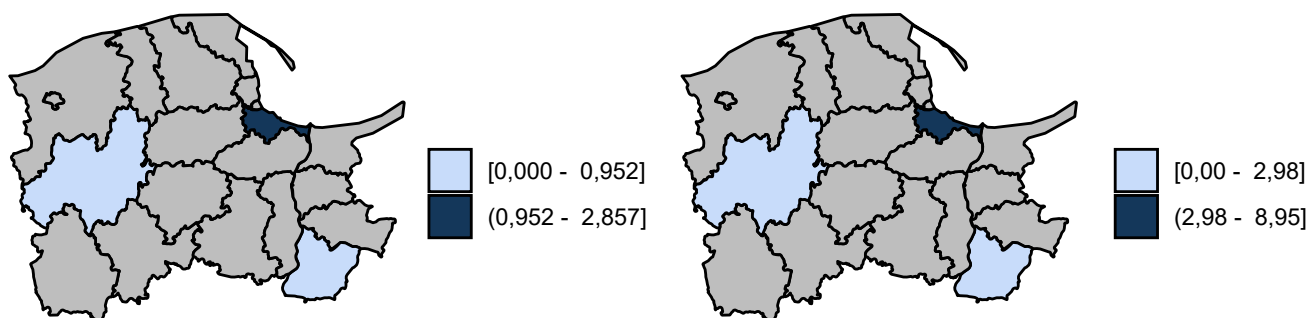 [0,000 - 0,952]
(0,952 - 2,857]
[0,00 - 2,98]
(2,98 - 8,95]